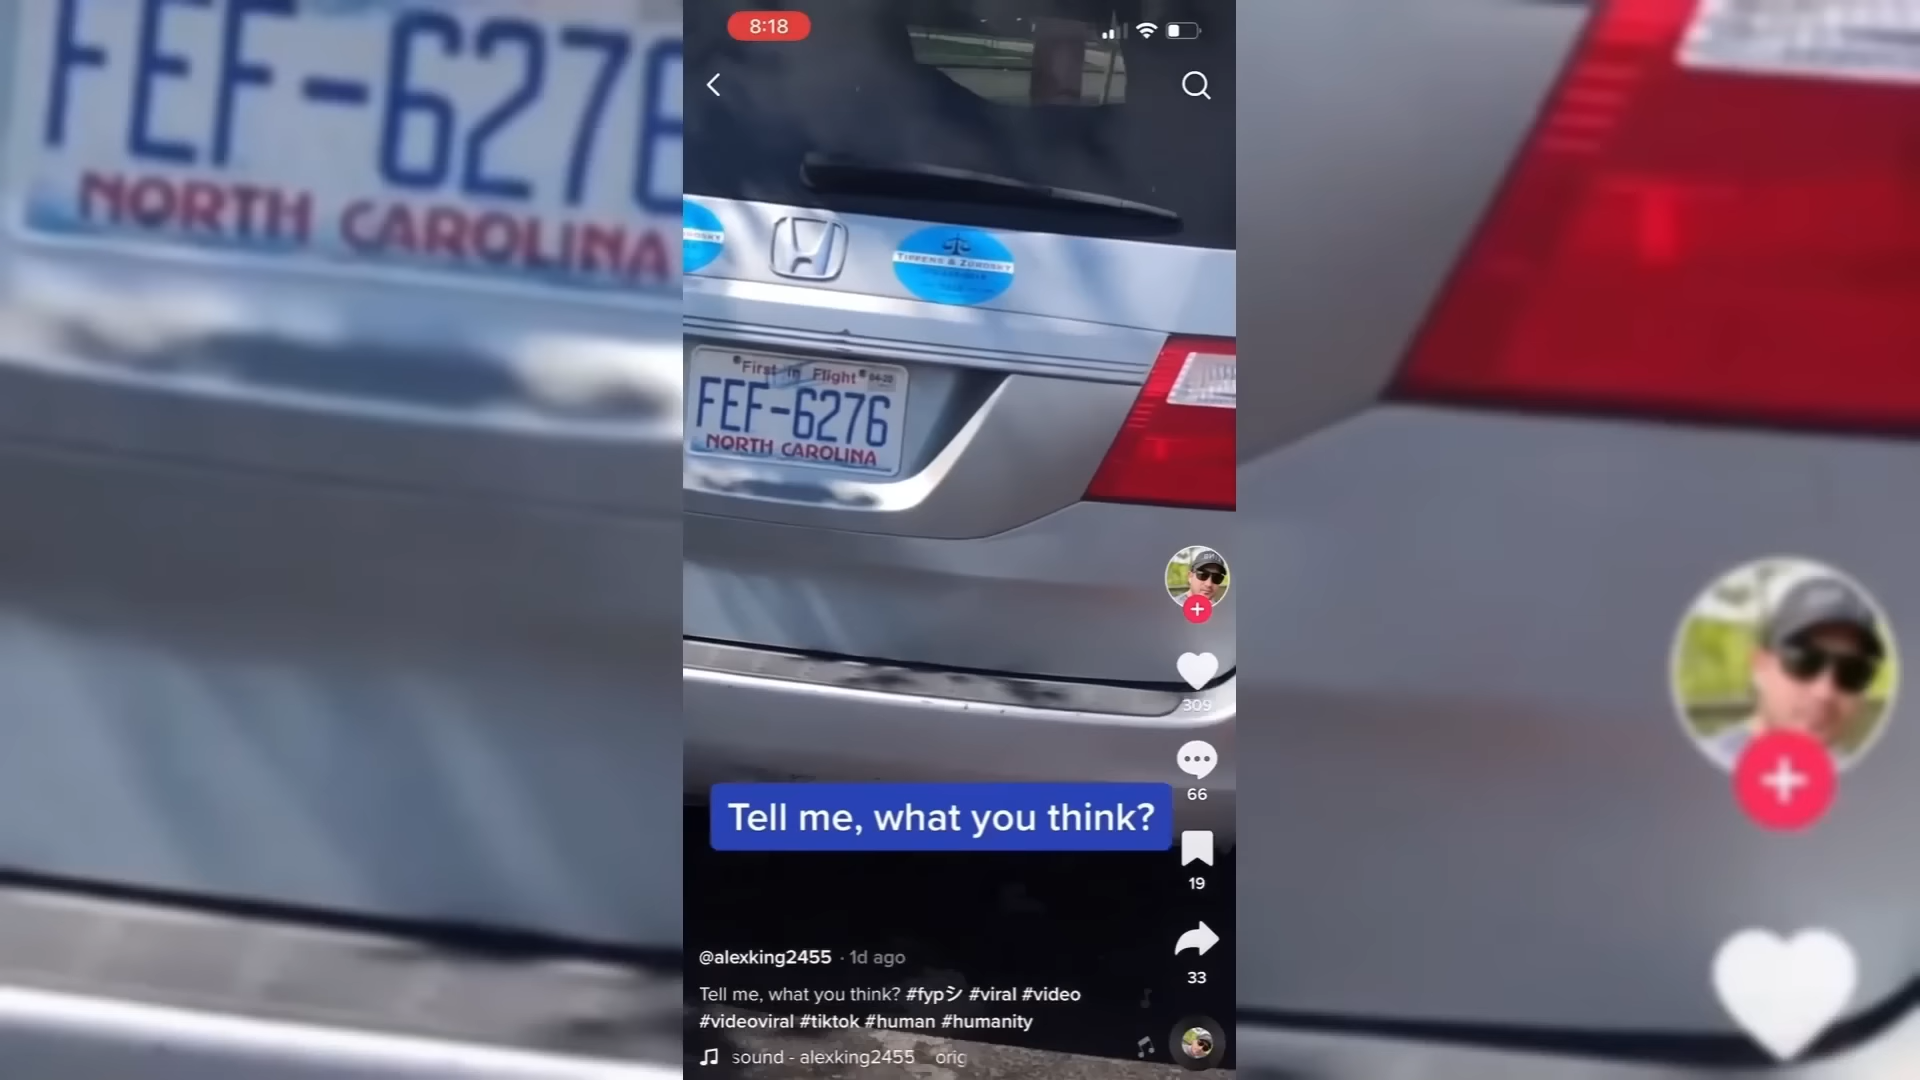 8:18
TIPPENS & ZUROSKY
First in Flight
FEF-6276
NORTH CAROLINA
FEF-627
NORTH CAROLINA
309
66
Tell me, what you think?
19
33
@alexking2455 · 1d ago
Tell me, what you think? #fypシ #viral #video
#videoviral #tiktok #human #humanity
sound - alexking2455 orig